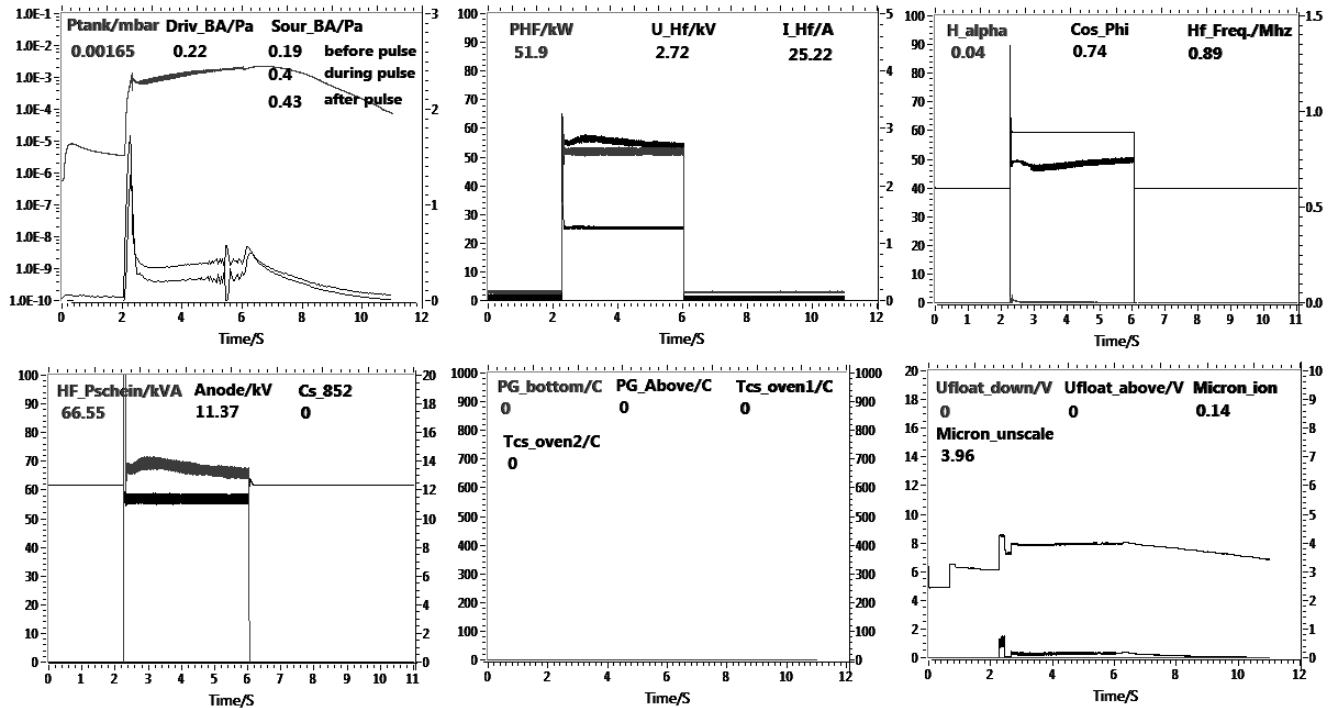 Ptank/mbar Driv_BA/Pa Sour_BA/Pa
0.00165 0.22 0.19 before pulse
0.4 during pulse
0.43 after pulse
1.0E-1
1.0E-2
1.0E-3
1.0E-4
1.0E-5
1.0E-6
1.0E-7
1.0E-8
1.0E-9
1.0E-10
3
2
1
0
0 2 4 6 8 10 12
Time/S
PHF/kW U_Hf/kV I_Hf/A
51.9 2.72 25.22
100
90
80
70
60
50
40
30
20
10
0
5
4
3
2
1
0
0 2 4 6 8 10 12
Time/S
H_alpha Cos_Phi Hf_Freq./Mhz
0.04 0.74 0.89
100
90
80
70
60
50
40
30
20
10
0
1.5
1.0
0.5
0.0
0 1 2 3 4 5 6 7 8 9 10 11
Time/S
HF_Pschein/kVA Anode/kV Cs_852
66.55 11.37 0
100
90
80
70
60
50
40
30
20
10
0
20
18
16
14
12
10
8
6
4
2
0
0 1 2 3 4 5 6 7 8 9 10 11
Time/S
PG_bottom/C PG_Above/C Tcs_oven1/C
0 0 0
Tcs_oven2/C
0
1000
900
800
700
600
500
400
300
200
100
0
1000
900
800
700
600
500
400
300
200
100
0
0 2 4 6 8 10 12
Time/S
Ufloat_down/V Ufloat_above/V Micron_ion
0 0 0.14
Micron_unscale
3.96
20
18
16
14
12
10
8
6
4
2
0
10
9
8
7
6
5
4
3
2
1
0
0 2 4 6 8 10 12
Time/S